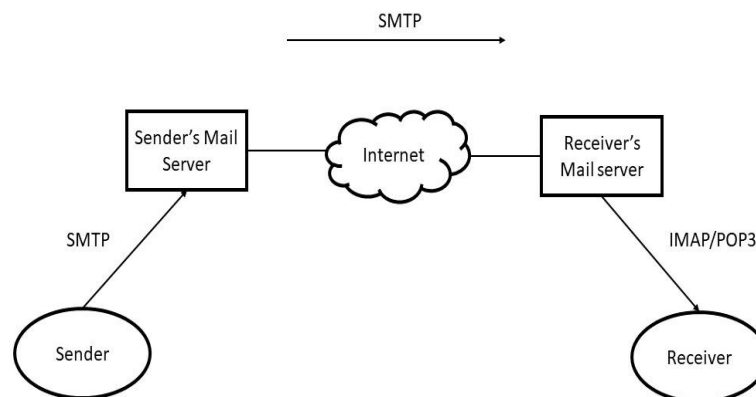 SMTP
Sender's Mail
Server
Internet
Receiver's
Mail server
SMTP
IMAP/POP3
Sender
Receiver